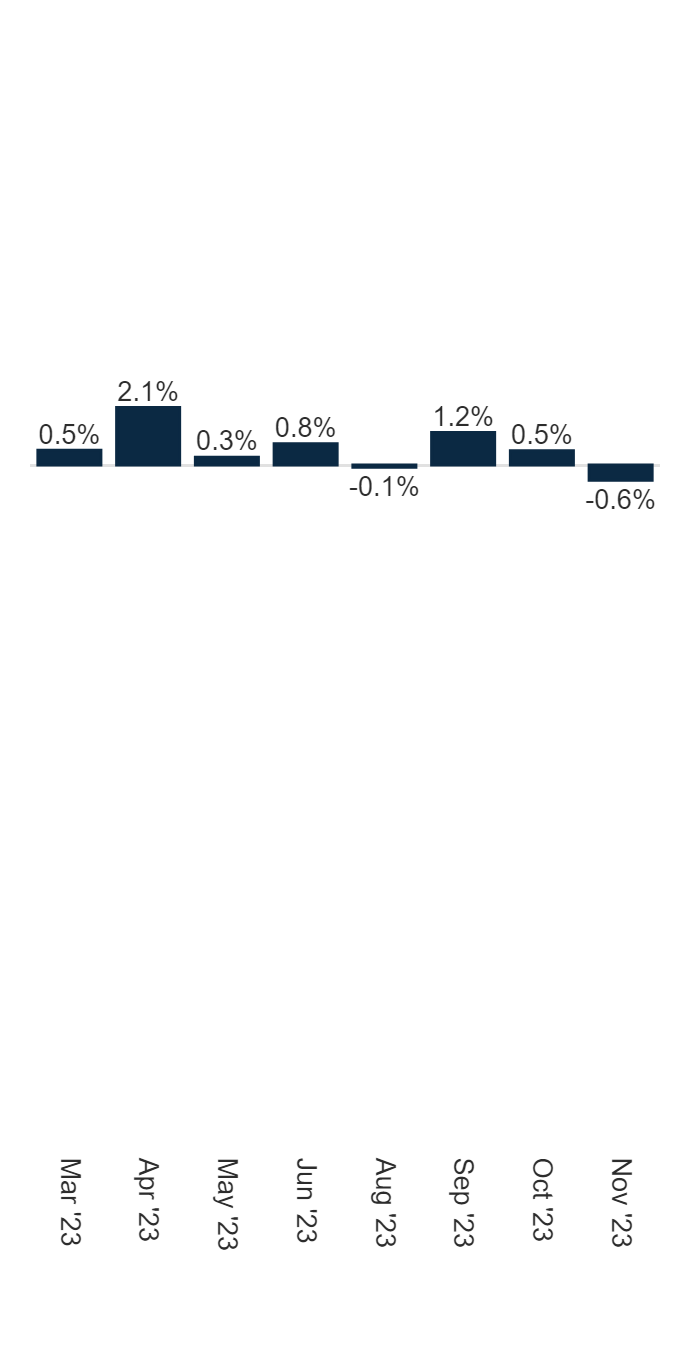 0.5%
2.1%
0.3%
0.8%
-0.1%
1.2%
0.5%
-0.6%
Mar '23
Apr '23
May '23
Jun '23
Aug '23
Sep '23
Oct '23
Nov '23